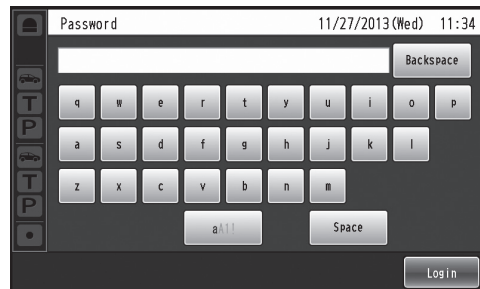 Password 11/27/2013(Wed) 11:34
Backspace
q w e r t y u i o p
T
P
a s d f g h j k l
z x c v b n m
T
P
aA1! Space
Login